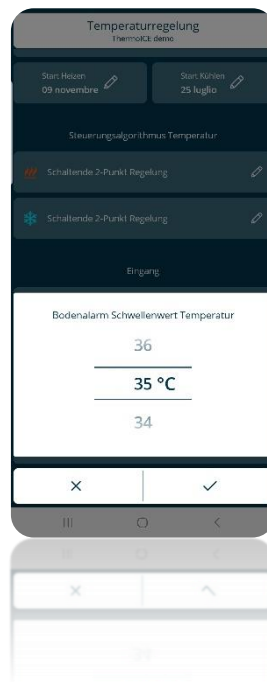 Temperaturregelung
ThermoICE demo
Start Heizen
09 novembre
Start Kühlen
25 luglio
Steuerungsalgorithmus Temperatur
Schaltende 2-Punkt Regelung
Schaltende 2-Punkt Regelung
Eingang
Bodenalarm Schwellenwert Temperatur
36
35 °C
34